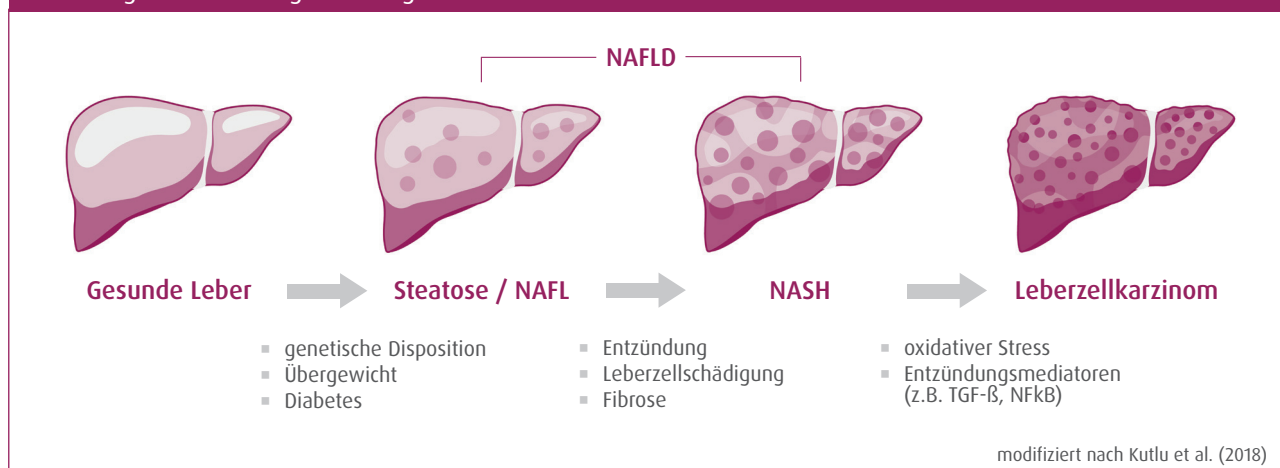 NAFLD
Gesunde Leber
Steatose / NAFL
NASH
Leberzellkarzinom
genetische Disposition
Übergewicht
Diabetes
Entzündung
Leberzellschädigung
Fibrose
oxidativer Stress
Entzündungsmediatoren
(z.B. TGF-ß, NFkB)
modifiziert nach Kutlu et al. (2018)